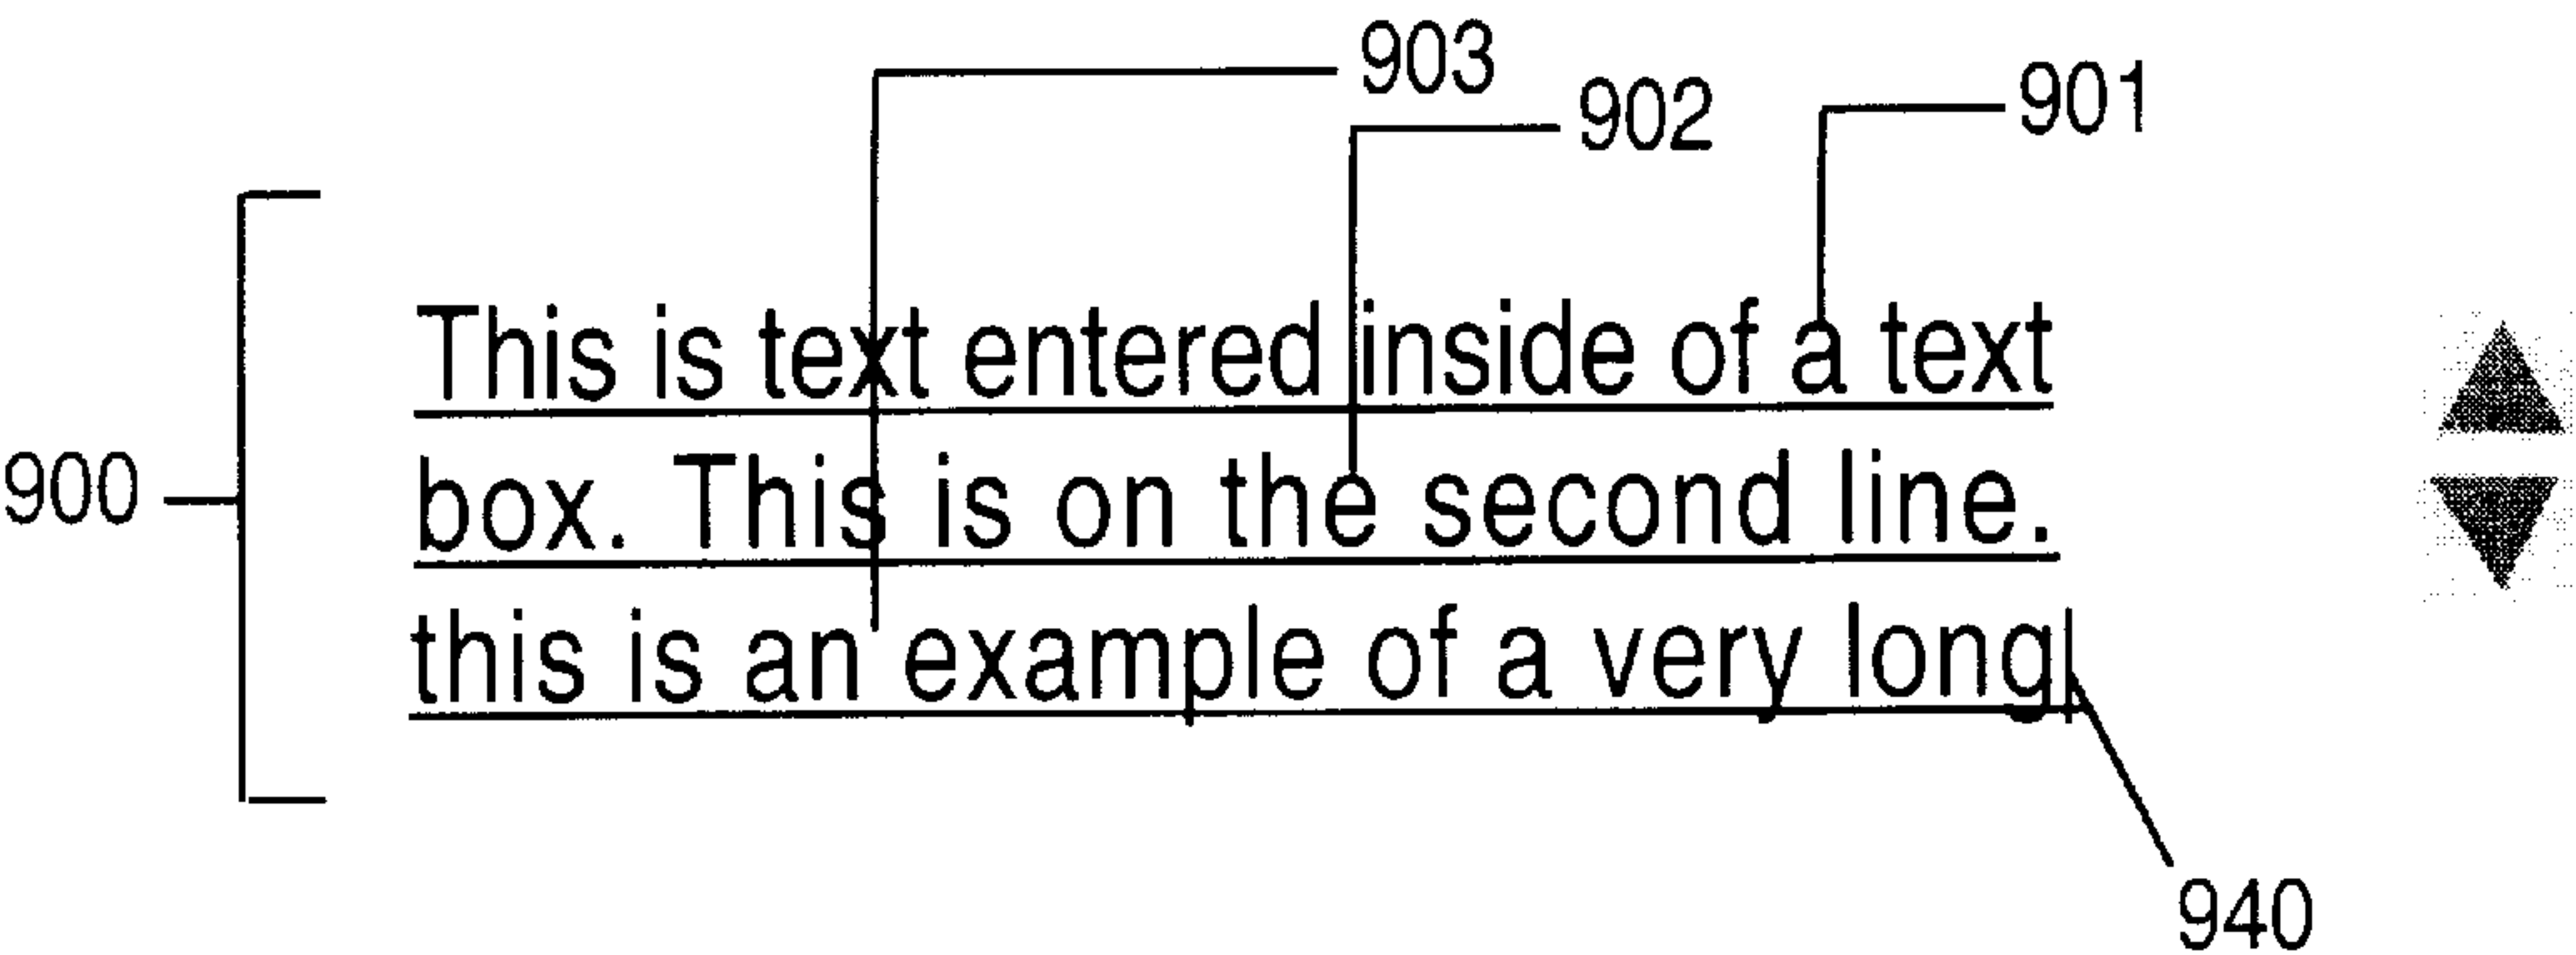 903
902
901
900
This is text entered inside of a text
box. This is on the second line.
this is an example of a very long
940